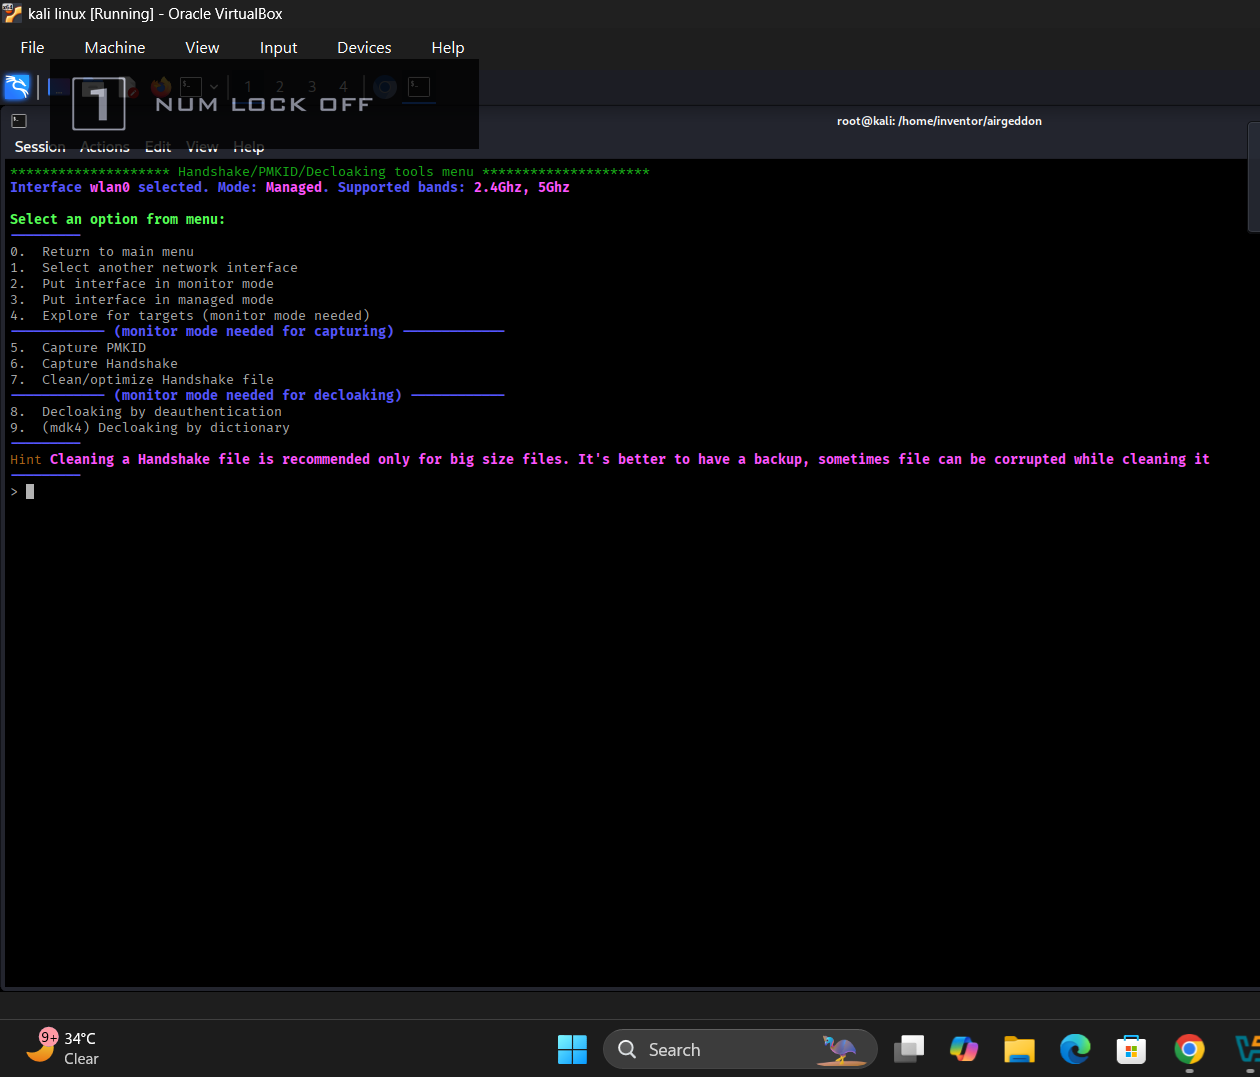 kali linux [Running] - Oracle VirtualBox
File Machine View Input Devices Help
1 2 3 4
1 NUM LOCK OFF
root@kali: /home/inventor/airgeddon
Session Actions Edit View Help
******************** Handshake/PMKID/Decloaking tools menu *********************
Interface wlan0 selected. Mode: Managed. Supported bands: 2.4Ghz, 5Ghz
Select an option from menu:
0. Return to main menu
1. Select another network interface
2. Put interface in monitor mode
3. Put interface in managed mode
4. Explore for targets (monitor mode needed)
(monitor mode needed for capturing)
5. Capture PMKID
6. Capture Handshake
7. Clean/optimize Handshake file
(monitor mode needed for decloaking)
8. Decloaking by deauthentication
9. (mdk4) Decloaking by dictionary
Hint Cleaning a Handshake file is recommended only for big size files. It's better to have a backup, sometimes file can be corrupted while cleaning it
>
9+ 34°C
Clear
Search